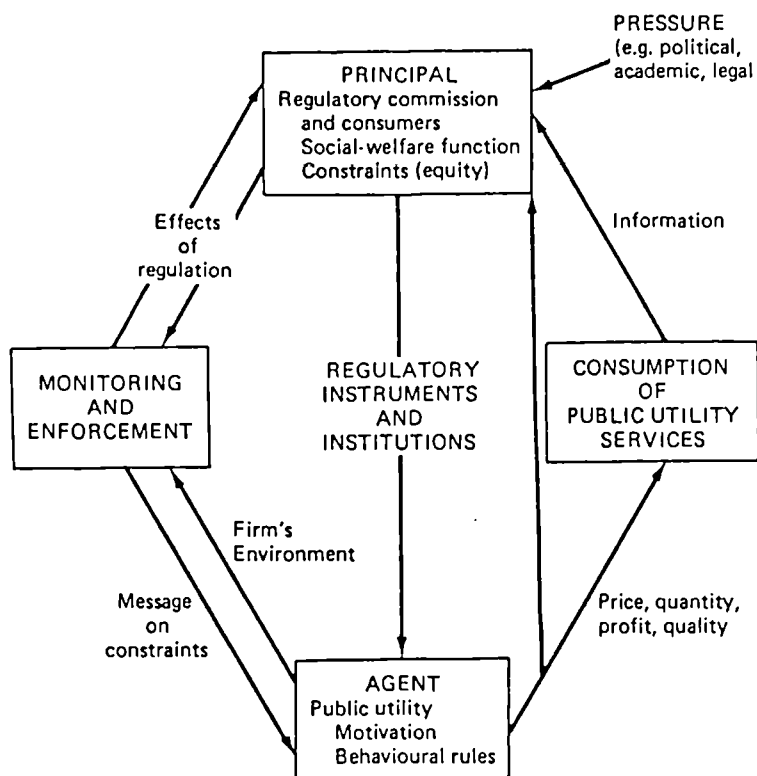 PRESSURE
(e.g. political,
academic, legal
PRINCIPAL
Regulatory commission
and consumers
Social-welfare function
Constraints (equity)
Effects
of
regulation
Information
MONITORING
AND
ENFORCEMENT
REGULATORY
INSTRUMENTS
AND
INSTITUTIONS
CONSUMPTION
OF
PUBLIC UTILITY
SERVICES
Firm's
Environment
Message
on
constraints
Price, quantity,
profit, quality
AGENT
Public utility
Motivation
Behavioural rules